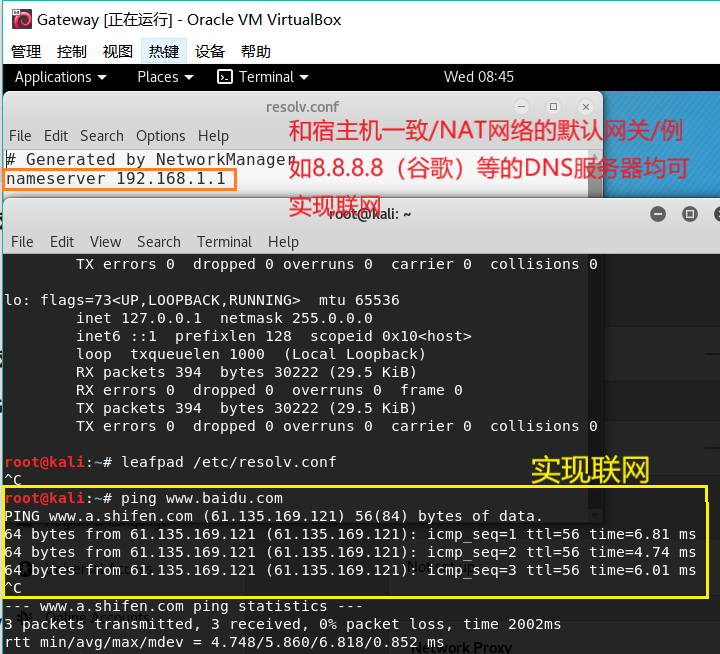 Gateway [正在运行] - Oracle VM VirtualBox
管理 控制 视图 热键 设备 帮助
Applications Places Terminal Wed 08:45
resolv.conf
File Edit Search Options Help
和宿主机一致/NAT网络的默认网关/例
如8.8.8.8（谷歌）等的DNS服务器均可
实现联网
# Generated by NetworkManager
nameserver 192.168.1.1
root@kali: ~
File Edit View Search Terminal Help
TX errors 0 dropped 0 overruns 0 carrier 0 collisions 0
lo: flags=73<UP,LOOPBACK,RUNNING> mtu 65536
inet 127.0.0.1 netmask 255.0.0.0
inet6 ::1 prefixlen 128 scopeid 0x10<host>
loop txqueuelen 1000 (Local Loopback)
RX packets 394 bytes 30222 (29.5 KiB)
RX errors 0 dropped 0 overruns 0 frame 0
TX packets 394 bytes 30222 (29.5 KiB)
TX errors 0 dropped 0 overruns 0 carrier 0 collisions 0
root@kali:~# leafpad /etc/resolv.conf
^C
实现联网
root@kali:~# ping www.baidu.com
PING www.a.shifen.com (61.135.169.121) 56(84) bytes of data.
64 bytes from 61.135.169.121 (61.135.169.121): icmp_seq=1 ttl=56 time=6.81 ms
64 bytes from 61.135.169.121 (61.135.169.121): icmp_seq=2 ttl=56 time=4.74 ms
64 bytes from 61.135.169.121 (61.135.169.121): icmp_seq=3 ttl=56 time=6.01 ms
^C
--- www.a.shifen.com ping statistics ---
3 packets transmitted, 3 received, 0% packet loss, time 2002ms
rtt min/avg/max/mdev = 4.748/5.860/6.818/0.852 ms
Network Proxy